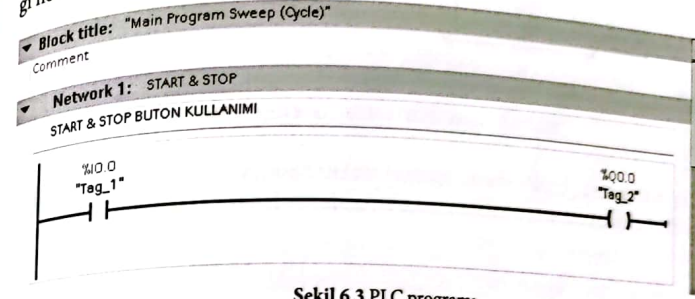 Block title: "Main Program Sweep (Cycle)"
Comment
Network 1: START & STOP
START & STOP BUTON KULLANIMI
%I0.0
"Tag_1"
%Q0.0
"Tag_2"
Şekil 6.3 PLC programı